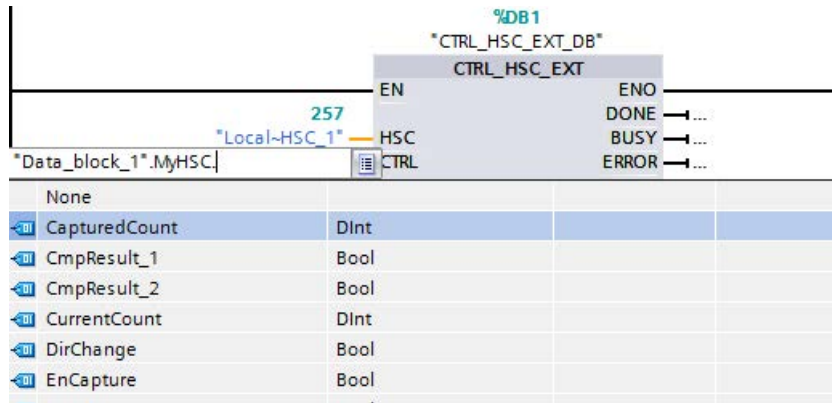 %DB1
"CTRL_HSC_EXT_DB"
CTRL_HSC_EXT
EN ENO
257 DONE ...
"Local~HSC_1" HSC BUSY ...
"Data_block_1".MyHSC. CTRL ERROR ...
None
CapturedCount DInt
CmpResult_1 Bool
CmpResult_2 Bool
CurrentCount DInt
DirChange Bool
EnCapture Bool